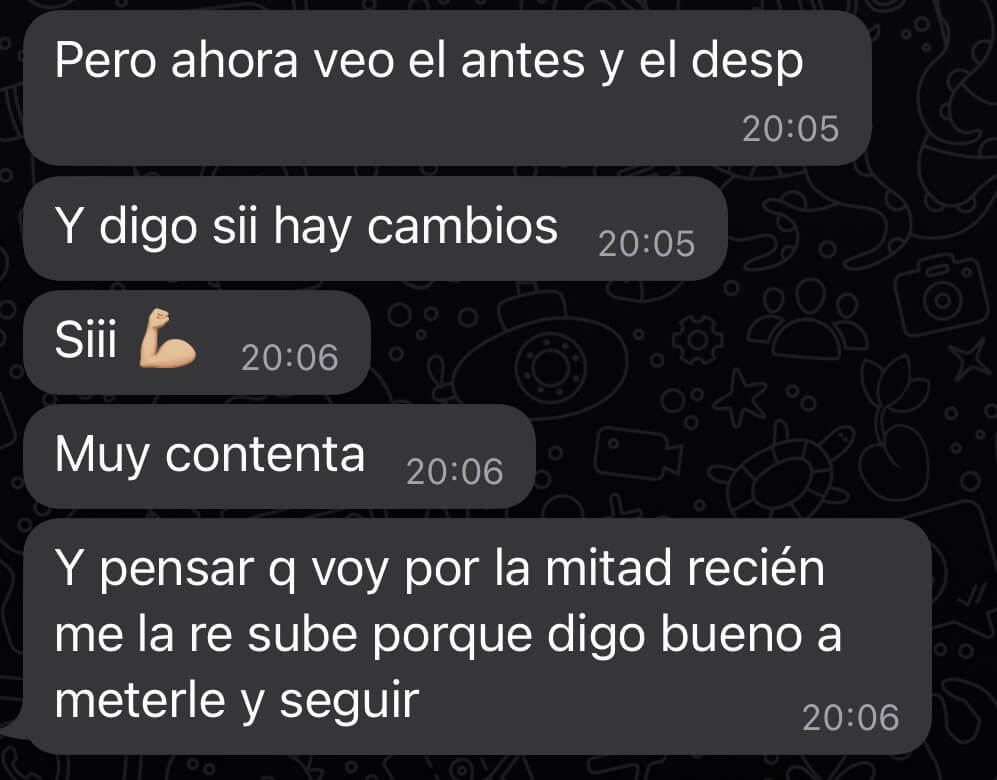 Pero ahora veo el antes y el desp
20:05
Y digo sii hay cambios 20:05
Siii 💪🏼 20:06
Muy contenta 20:06
Y pensar q voy por la mitad recién
me la re sube porque digo bueno a
meterle y seguir
20:06